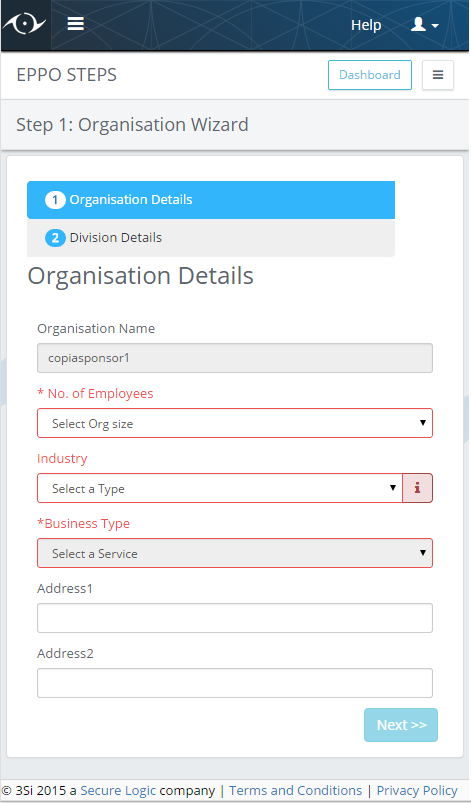 Help
EPPO STEPS
Dashboard
Step 1: Organisation Wizard
1 Organisation Details
2 Division Details
Organisation Details
Organisation Name
copiasponsor1
* No. of Employees
Select Org size
Industry
Select a Type
i
*Business Type
Select a Service
Address1
Address2
Next >>
© 3Si 2015 a Secure Logic company | Terms and Conditions | Privacy Policy